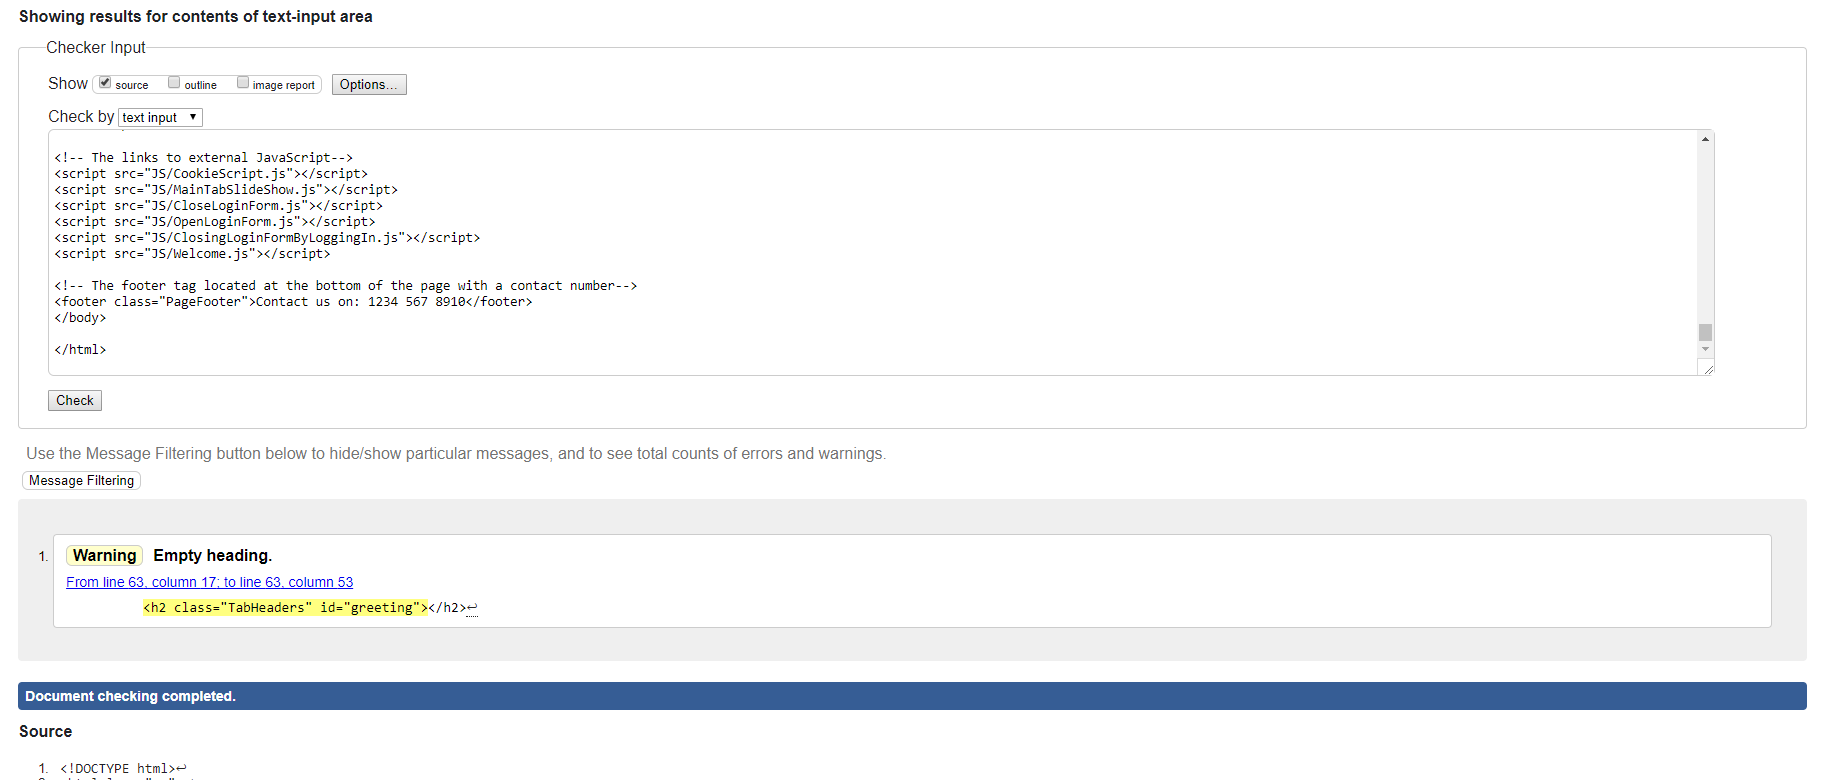 Showing results for contents of text-input area
Checker Input
Show source outline image report Options...
Check by text input
<!-- The links to external JavaScript-->
<script src="JS/CookieScript.js"></script>
<script src="JS/MainTabSlideShow.js"></script>
<script src="JS/CloseLoginForm.js"></script>
<script src="JS/OpenLoginForm.js"></script>
<script src="JS/ClosingLoginFormByLoggingIn.js"></script>
<script src="JS/Welcome.js"></script>
<!-- The footer tag located at the bottom of the page with a contact number-->
<footer class="PageFooter">Contact us on: 1234 567 8910</footer>
</body>
</html>
Check
Use the Message Filtering button below to hide/show particular messages, and to see total counts of errors and warnings.
Message Filtering
1. Warning Empty heading.
From line 63, column 17; to line 63, column 53
<h2 class="TabHeaders" id="greeting"></h2>↩
Document checking completed.
Source
1. <!DOCTYPE html>↩